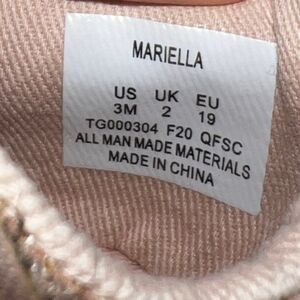 MARIELLA
US UK EU
3M 2 19
TG000304 F20 QFSC
ALL MAN MADE MATERIALS
MADE IN CHINA